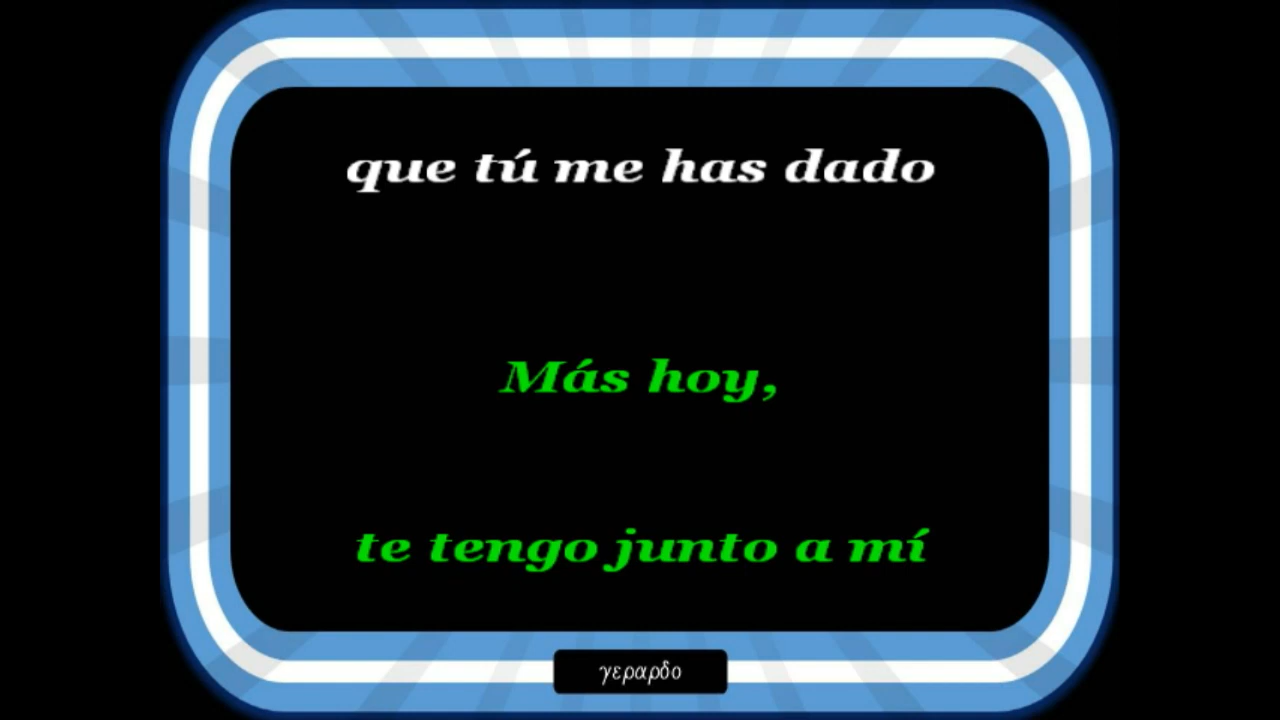 que tú me has dado
Más hoy,
te tengo junto a mí
γεραρδο